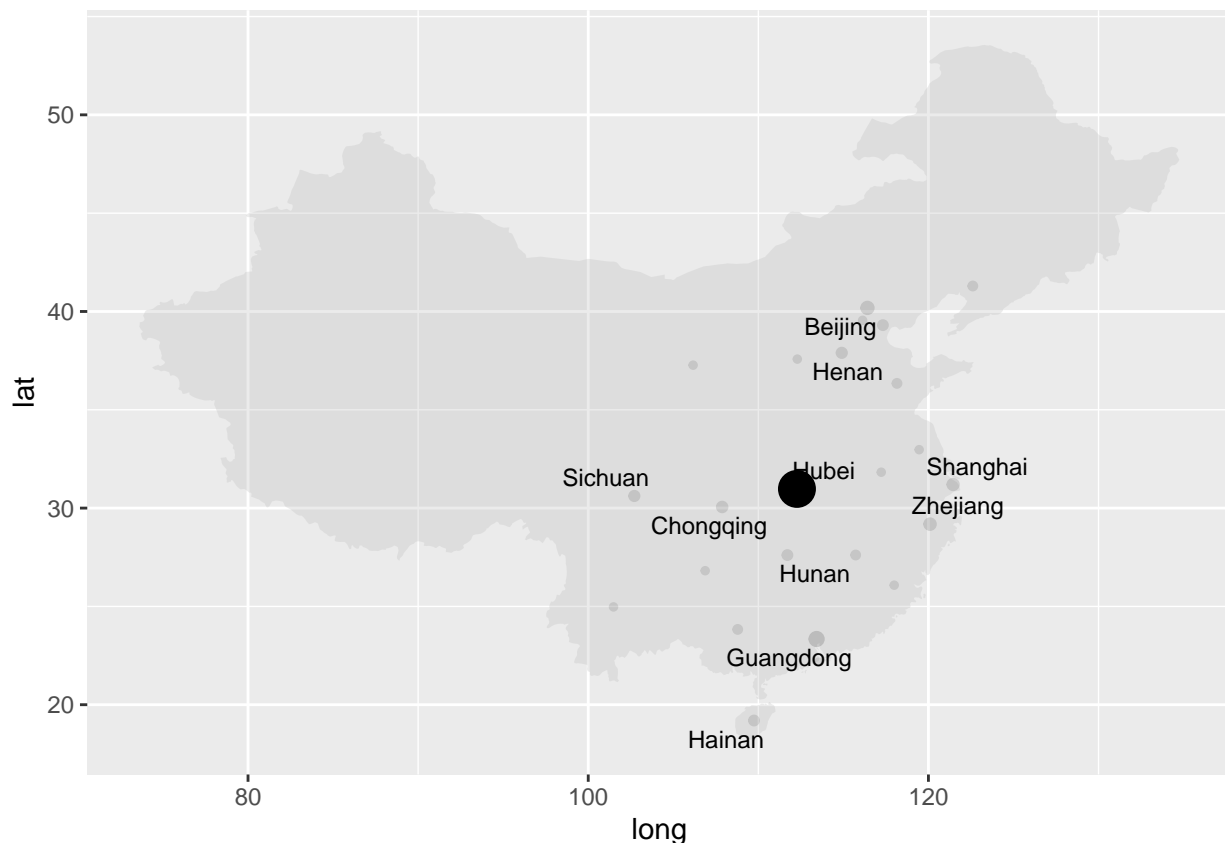 50
40
30
20
lat
Beijing
Henan
Hubei
Shanghai
Sichuan
Zhejiang
Chongqing
Hunan
Guangdong
Hainan
80
100
120
long